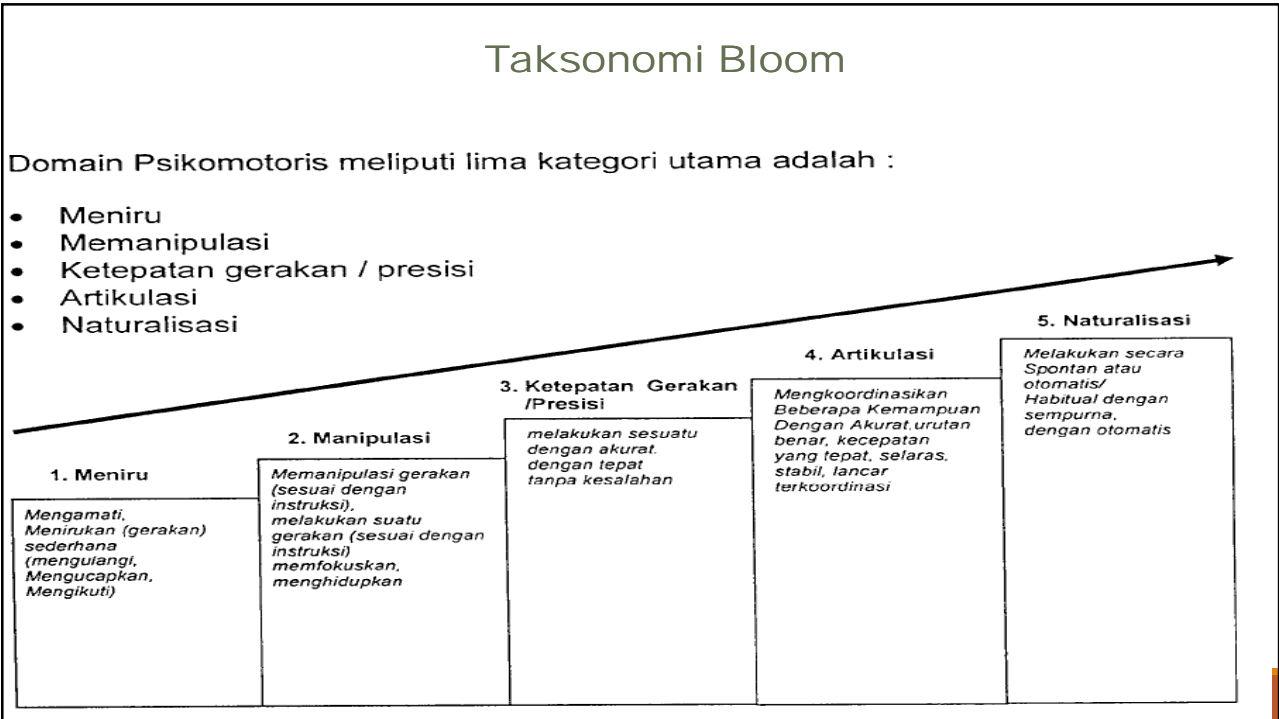 Taksonomi Bloom
Domain Psikomotoris meliputi lima kategori utama adalah :
• Meniru
• Memanipulasi
• Ketepatan gerakan / presisi
• Artikulasi
• Naturalisasi
1. Meniru
Mengamati,
Menirukan (gerakan)
sederhana
(mengulangi,
Mengucapkan,
Mengikuti)
2. Manipulasi
Memanipulasi gerakan
(sesuai dengan
instruksi),
melakukan suatu
gerakan (sesuai dengan
instruksi)
memfokuskan,
menghidupkan
3. Ketepatan Gerakan
/Presisi
melakukan sesuatu
dengan akurat.
dengan tepat
tanpa kesalahan
4. Artikulasi
Mengkoordinasikan
Beberapa Kemampuan
Dengan Akurat,urutan
benar, kecepatan
yang tepat, selaras,
stabil, lancar
terkoordinasi
5. Naturalisasi
Melakukan secara
Spontan atau
otomatis/
Habitual dengan
sempurna,
dengan otomatis